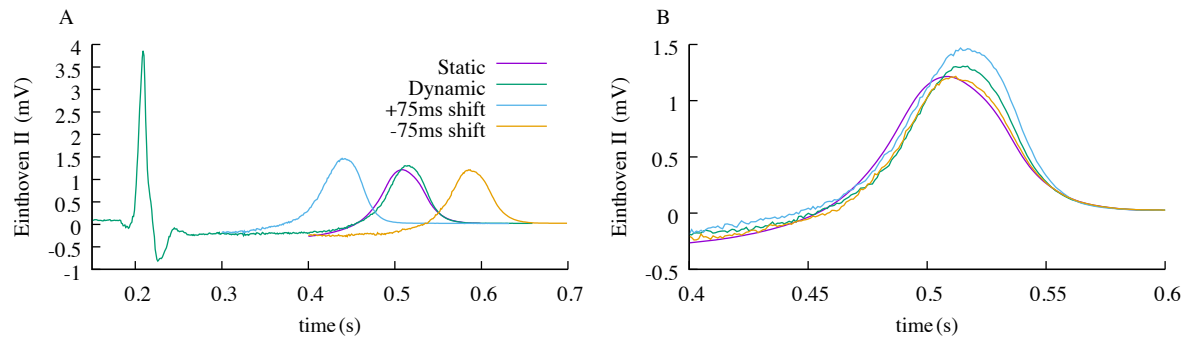 A
Einthoven II (mV)
4
3.5
3
2.5
2
1.5
1
0.5
0
-0.5
-1
Static
Dynamic
+75ms shift
-75ms shift
0.2 0.3 0.4 0.5 0.6 0.7
time (s)
B
Einthoven II (mV)
1.5
1
0.5
0
-0.5
0.4 0.45 0.5 0.55 0.6
time (s)